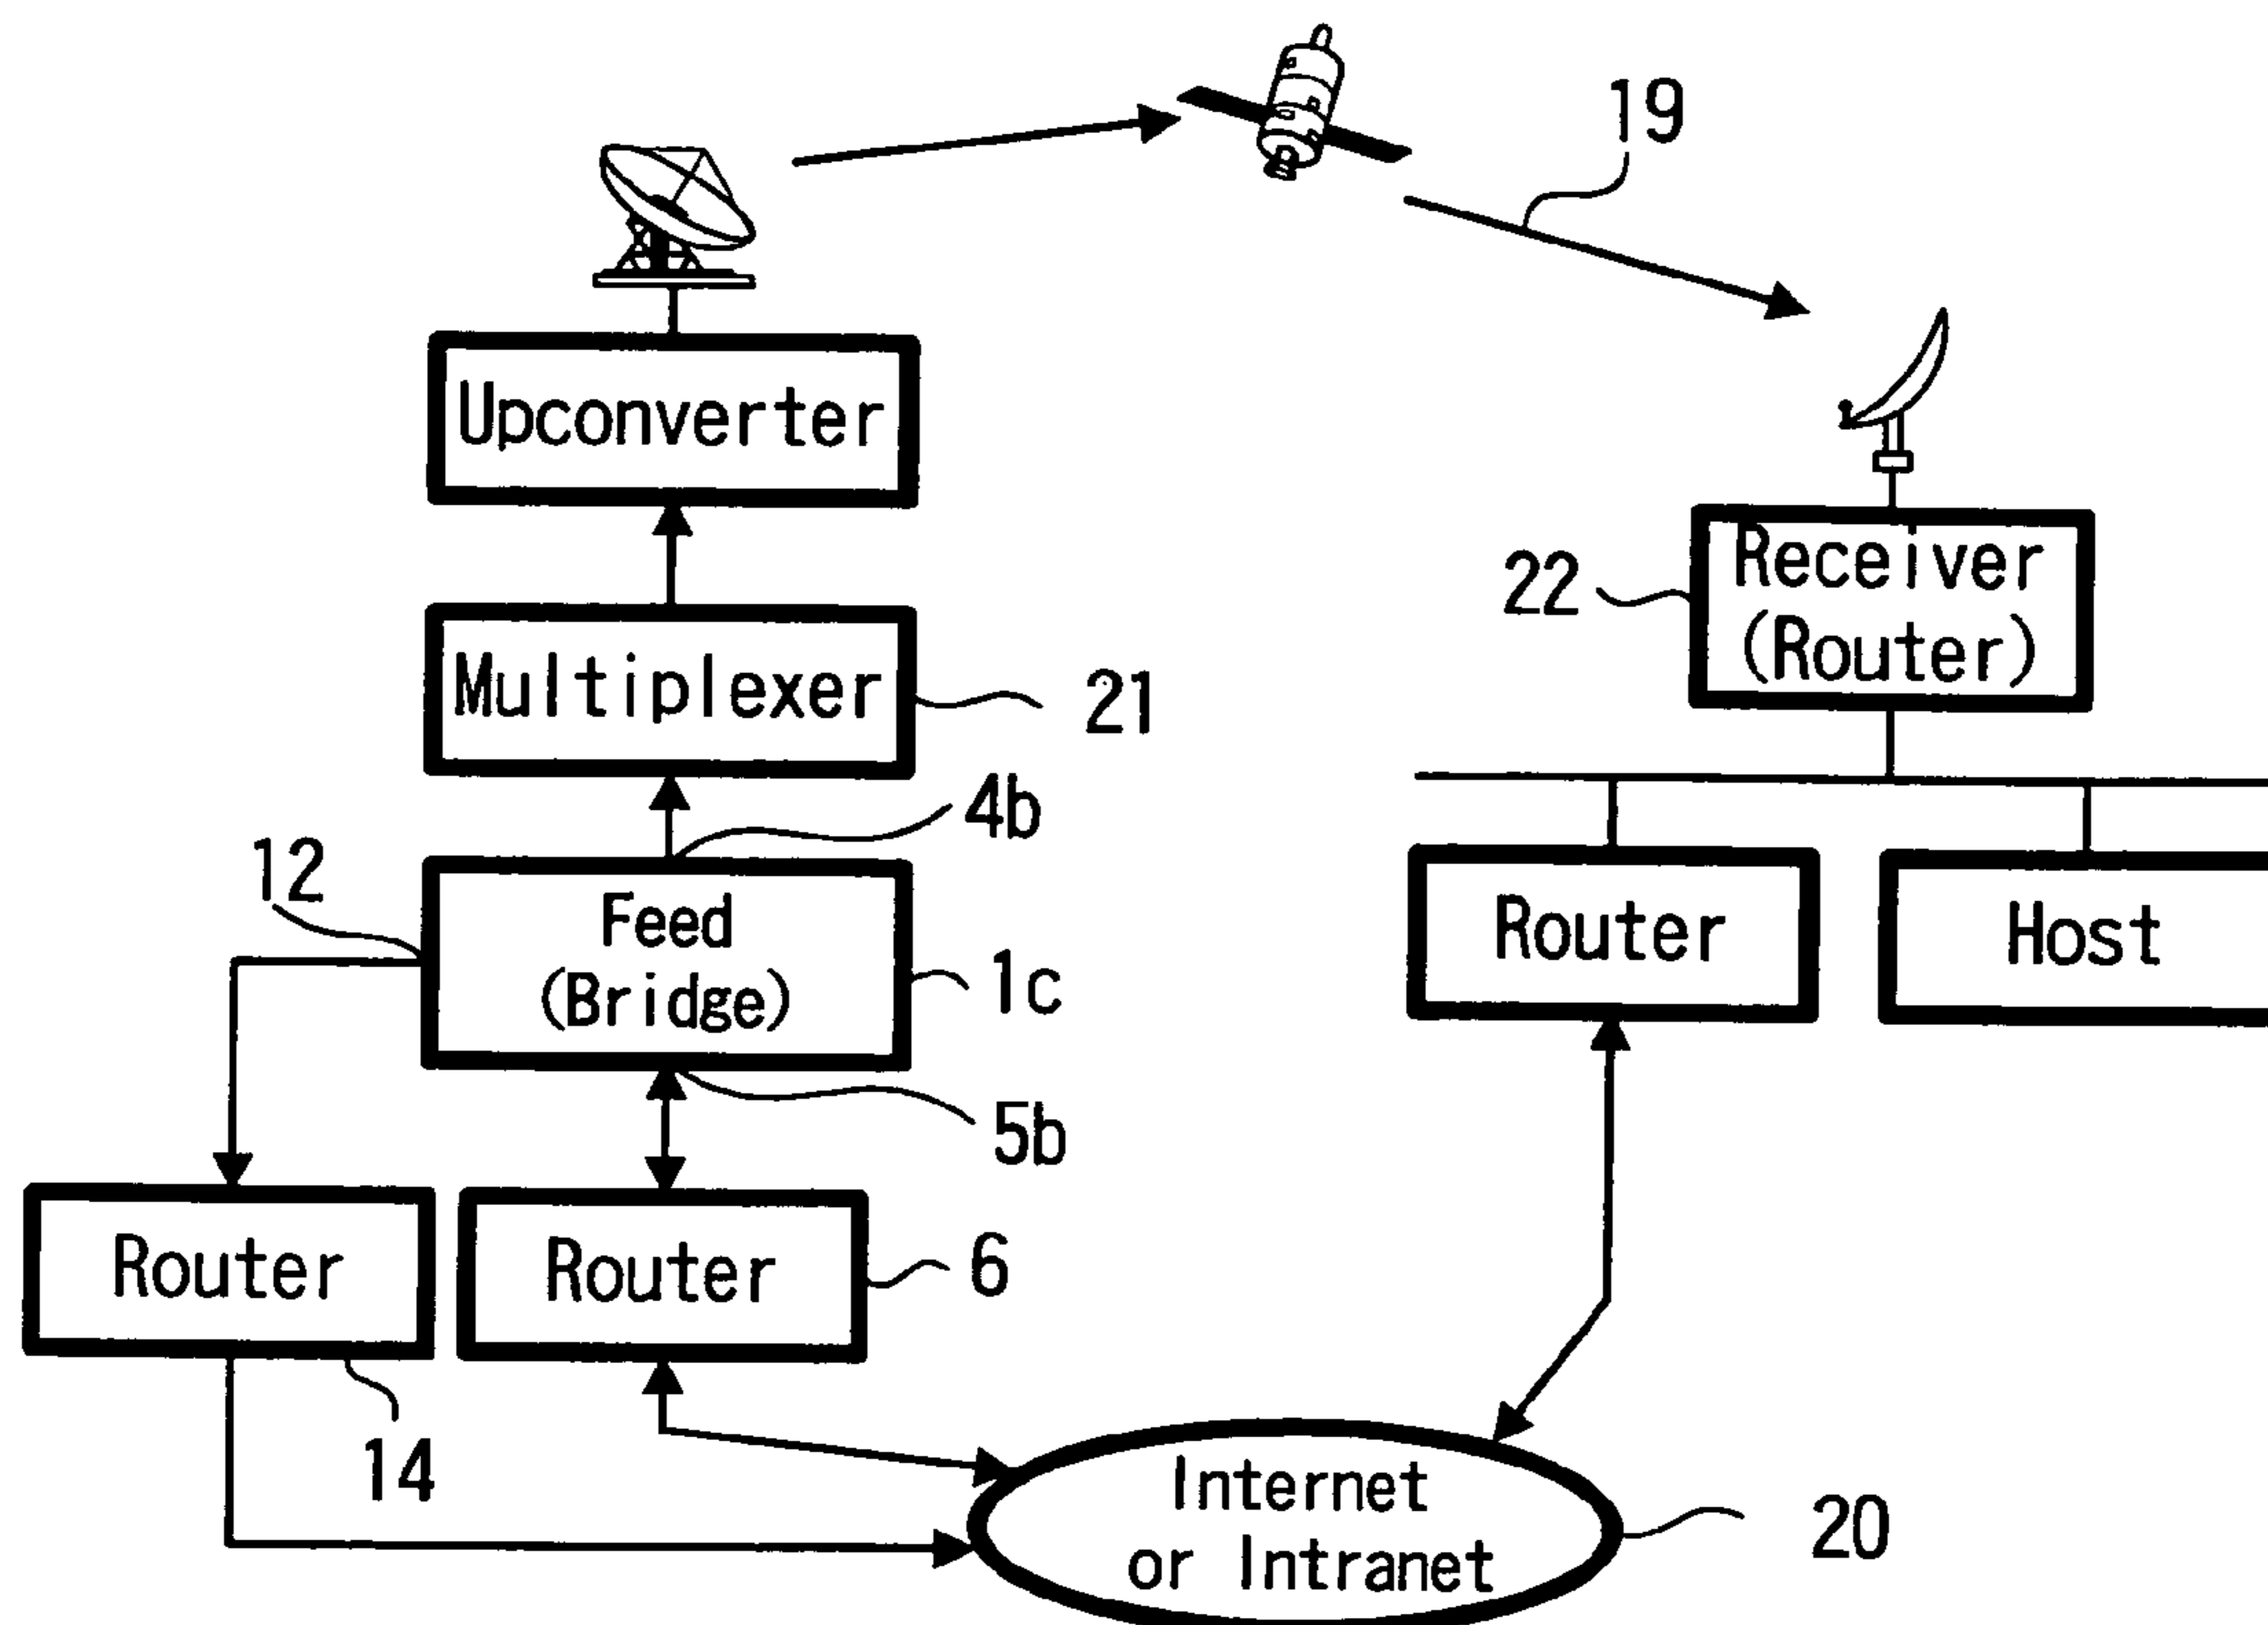 19
Upconverter
Receiver
(Router)
22
Multiplexer
21
4b
12
Feed
(Bridge)
1c
Router
Host
5b
Router
Router
6
14
Internet
or Intranet
20